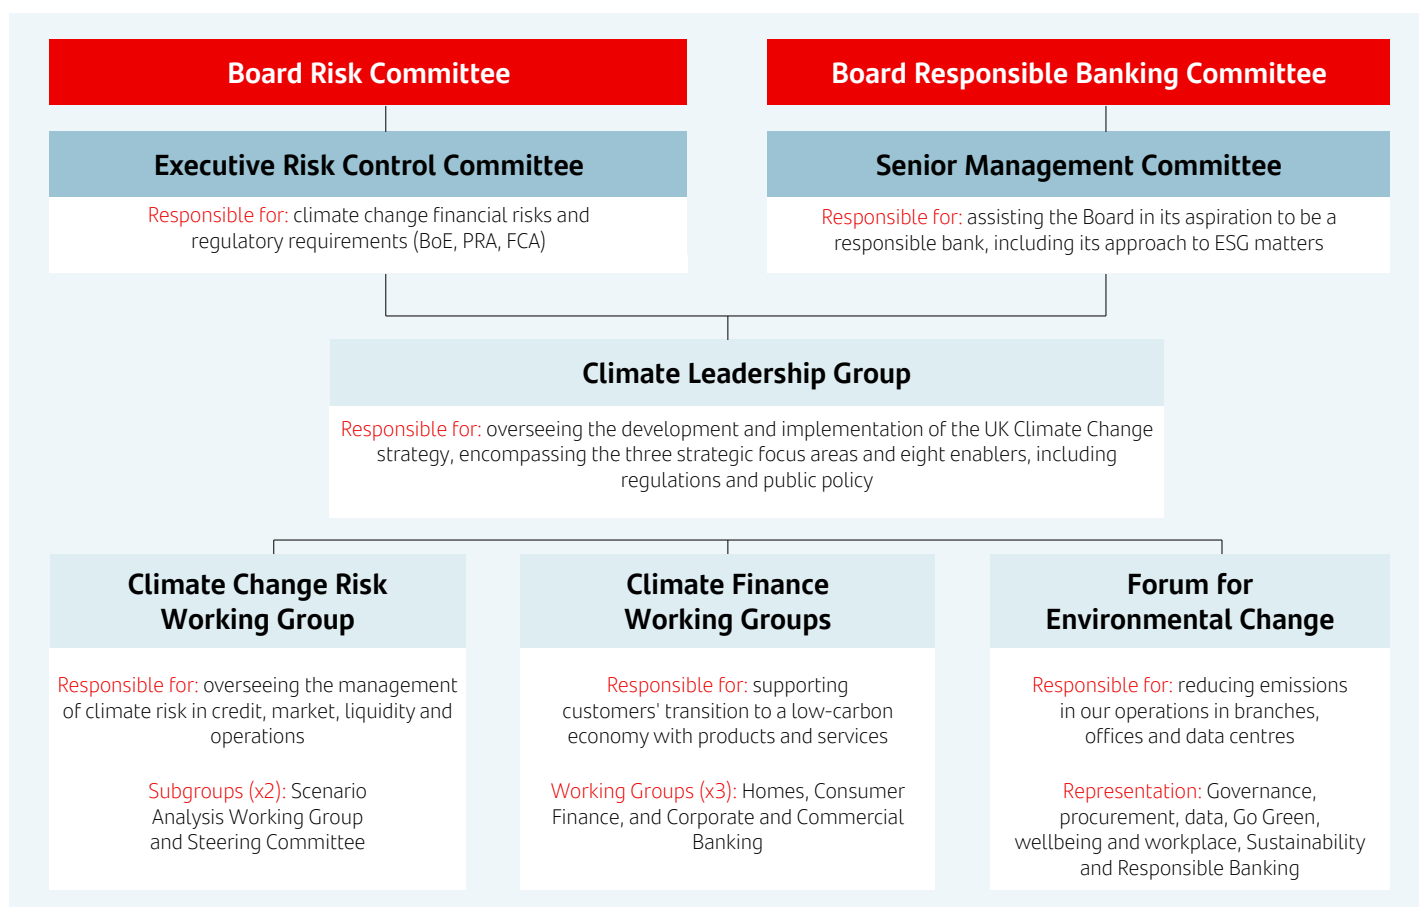 Board Risk Committee
Board Responsible Banking Committee
Executive Risk Control Committee
Responsible for: climate change financial risks and
regulatory requirements (BoE, PRA, FCA)
Senior Management Committee
Responsible for: assisting the Board in its aspiration to be a
responsible bank, including its approach to ESG matters
Climate Leadership Group
Responsible for: overseeing the development and implementation of the UK Climate Change
strategy, encompassing the three strategic focus areas and eight enablers, including
regulations and public policy
Climate Change Risk
Working Group
Responsible for: overseeing the management
of climate risk in credit, market, liquidity and
operations
Subgroups (x2): Scenario
Analysis Working Group
and Steering Committee
Climate Finance
Working Groups
Responsible for: supporting
customers' transition to a low-carbon
economy with products and services
Working Groups (x3): Homes, Consumer
Finance, and Corporate and Commercial
Banking
Forum for
Environmental Change
Responsible for: reducing emissions
in our operations in branches,
offices and data centres
Representation: Governance,
procurement, data, Go Green,
wellbeing and workplace, Sustainability
and Responsible Banking